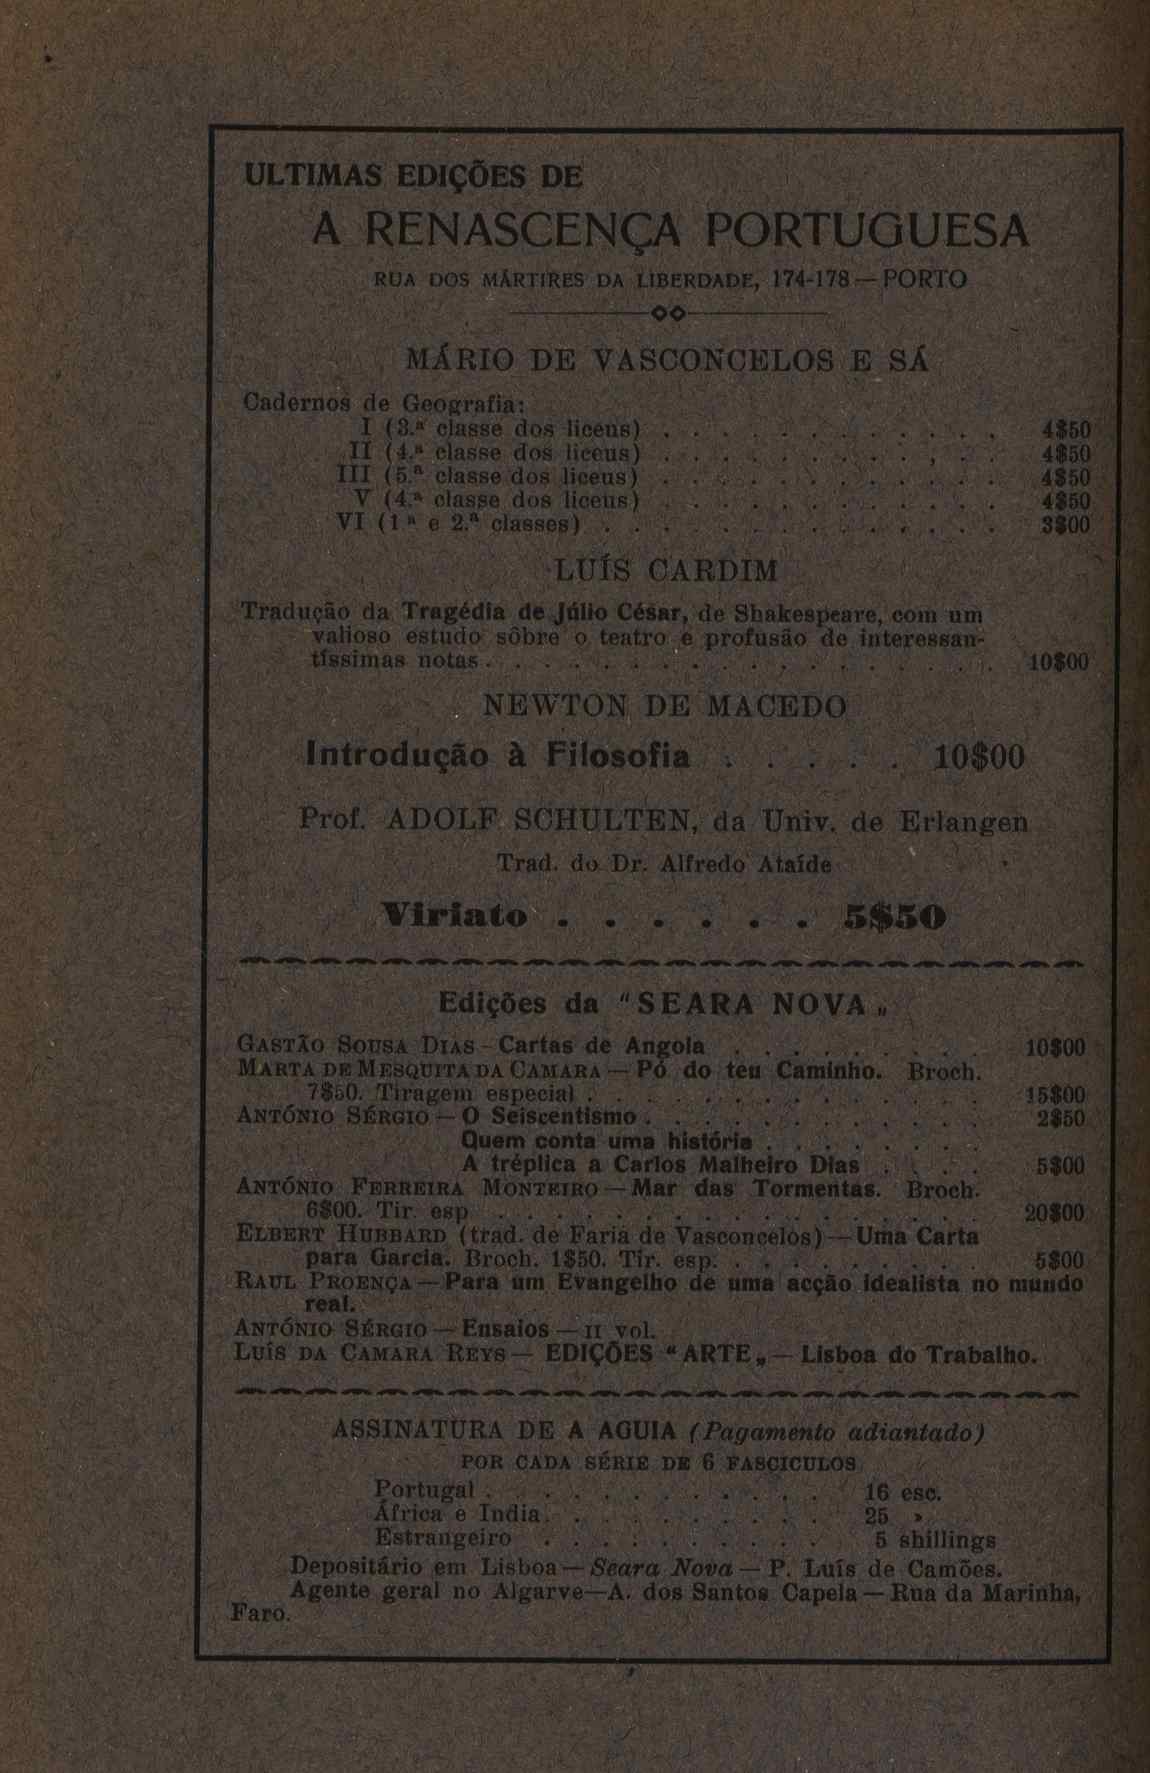 ULTIMAS EDIÇÕES DE
A RENASCENÇA PORTUGUESA
RUA DOS MÁRTIRES DA LIBERDADE, 174-178 — PORTO
MÁRIO DE VASCONCELOS E SÁ
Cadernos de Geografia:
I (3.ª classe dos liceus) . . . . . . . . . . . . 4$50
II (4.ª classe dos liceus) . . . . . . . . . . . . 4$50
III (5.ª classe dos liceus) . . . . . . . . . . . . 4$50
V (4.ª classe dos liceus) . . . . . . . . . . . . 4$50
VI (1.ª e 2.ª classes) . . . . . . . . . . . . . 3$00
LUÍS CARDIM
Tradução da Tragédia de Júlio César, de Shakespeare, com um
valioso estudo sôbre o teatro e profusão de interessan-
tíssimas notas . . . . . . . . . . . . . . . . . . 10$00
NEWTON DE MACEDO
Introdução à Filosofia . . . . . 10$00
Prof. ADOLF SCHULTEN, da Univ. de Erlangen
Trad. do Dr. Alfredo Ataíde
Viriato . . . . . . 5$50
Edições da "SEARA NOVA„
GASTÃO SOUSA DIAS — Cartas de Angola . . . . . . . . . 10$00
MARTA DE MESQUITA DA CAMARA — Pó do teu Caminho. Broch.
7$50. Tiragem especial . . . . . . . . . . . . . . 15$00
ANTÓNIO SÉRGIO — O Seiscentismo . . . . . . . . . . . . 2$50
Quem conta uma história . . . . . . . .
A tréplica a Carlos Malheiro Dias . . . . 5$00
ANTÓNIO FERREIRA MONTEIRO — Mar das Tormentas. Broch.
6$00. Tir. esp . . . . . . . . . . . . . . . . . 20$00
ELBERT HUBBARD (trad. de Faria de Vasconcelos) — Uma Carta
para Garcia. Broch. 1$50. Tir. esp. . . . . . . . . . 5$00
RAUL PROENÇA — Para um Evangelho de uma acção idealista no mundo
real.
ANTÓNIO SÉRGIO — Ensaios — II vol.
LUÍS DA CAMARA REYS — EDIÇÕES "ARTE„ — Lisboa do Trabalho.
ASSINATURA DE A AGUIA (Pagamento adiantado)
POR CADA SÉRIE DE 6 FASCICULOS
Portugal . . . . . . . . . . . . 16 esc.
África e India . . . . . . . . . . 25 »
Estrangeiro . . . . . . . . . . 5 shillings
Depositário em Lisboa — Seara Nova — P. Luís de Camões.
Agente geral no Algarve — A. dos Santos Capela — Rua da Marinha,
Faro.